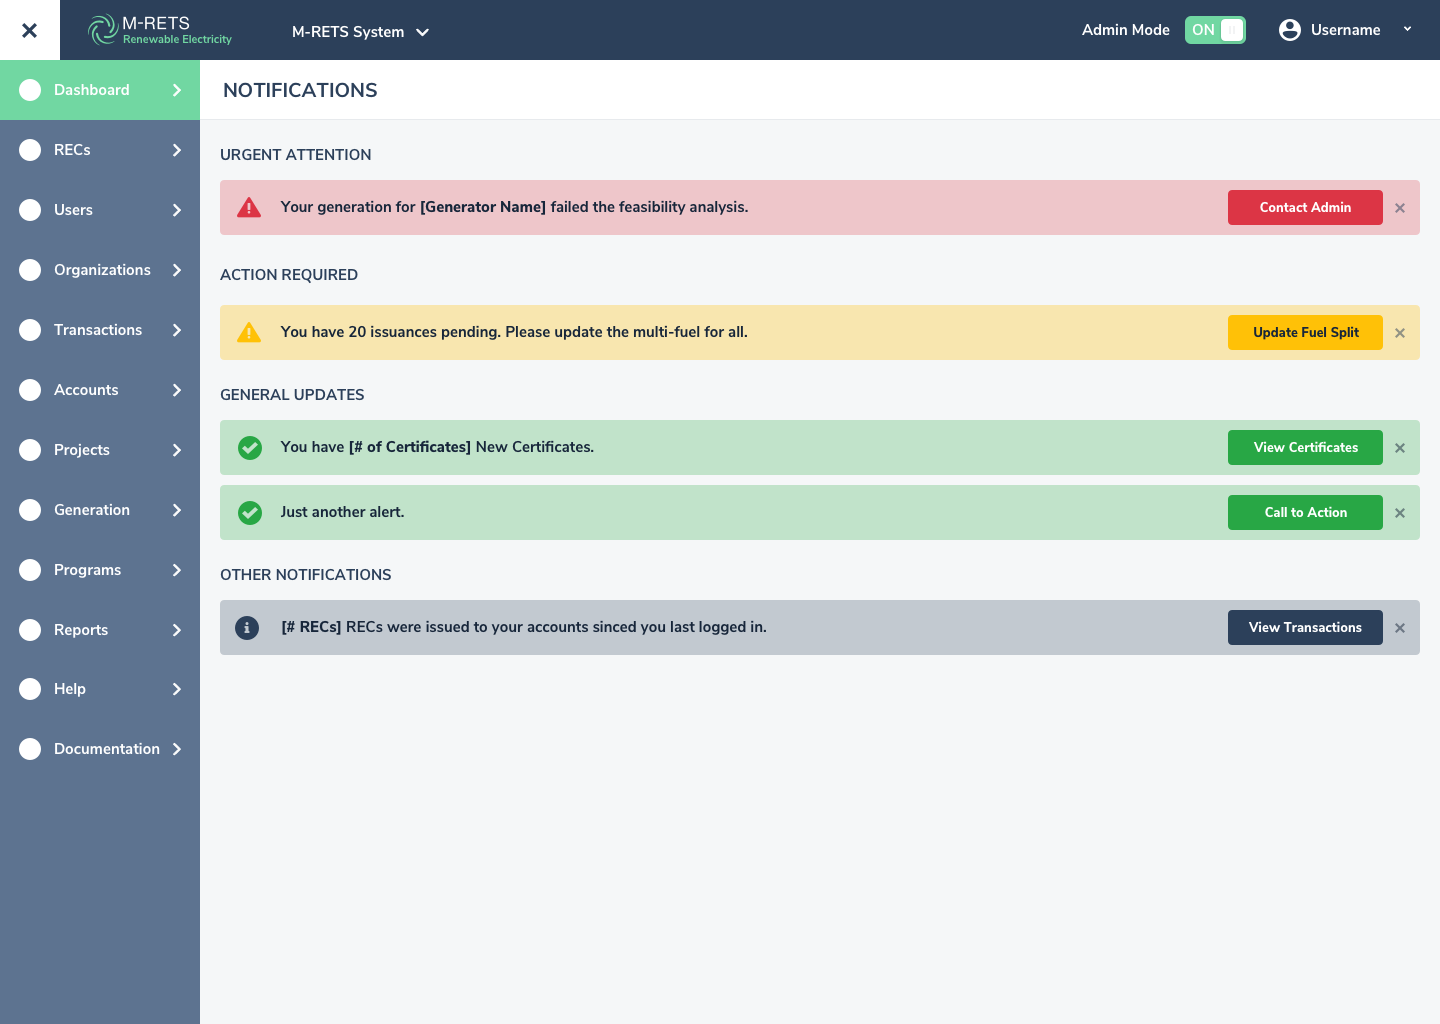 M-RETS
Renewable Electricity
M-RETS System
Admin Mode
ON
Username
Dashboard
RECs
Users
Organizations
Transactions
Accounts
Projects
Generation
Programs
Reports
Help
Documentation
NOTIFICATIONS
URGENT ATTENTION
Your generation for [Generator Name] failed the feasibility analysis.
Contact Admin
ACTION REQUIRED
You have 20 issuances pending. Please update the multi-fuel for all.
Update Fuel Split
GENERAL UPDATES
You have [# of Certificates] New Certificates.
View Certificates
Just another alert.
Call to Action
OTHER NOTIFICATIONS
[# RECs] RECs were issued to your accounts sinced you last logged in.
View Transactions